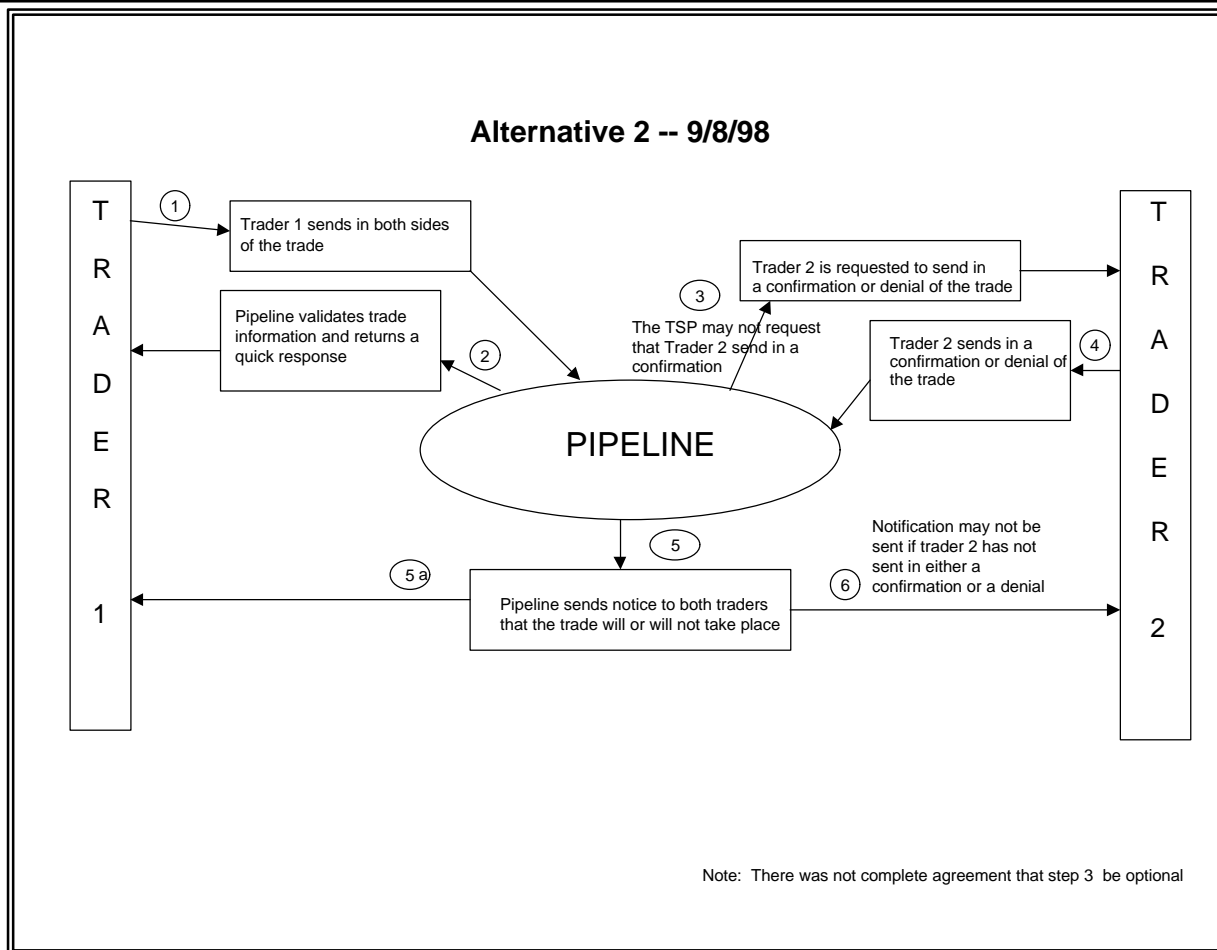 Alternative 2 -- 9/8/98
T
R
A
D
E
R
1
1
Trader 1 sends in both sides
of the trade
Pipeline validates trade
information and returns a
quick response
2
3
The TSP may not request
that Trader 2 send in a
confirmation
Trader 2 is requested to send in
a confirmation or denial of the trade
Trader 2 sends in a
confirmation or denial of
the trade
4
T
R
A
D
E
R
2
PIPELINE
5
5 a
Pipeline sends notice to both traders
that the trade will or will not take place
6
Notification may not be
sent if trader 2 has not
sent in either a
confirmation or a denial
Note: There was not complete agreement that step 3 be optional